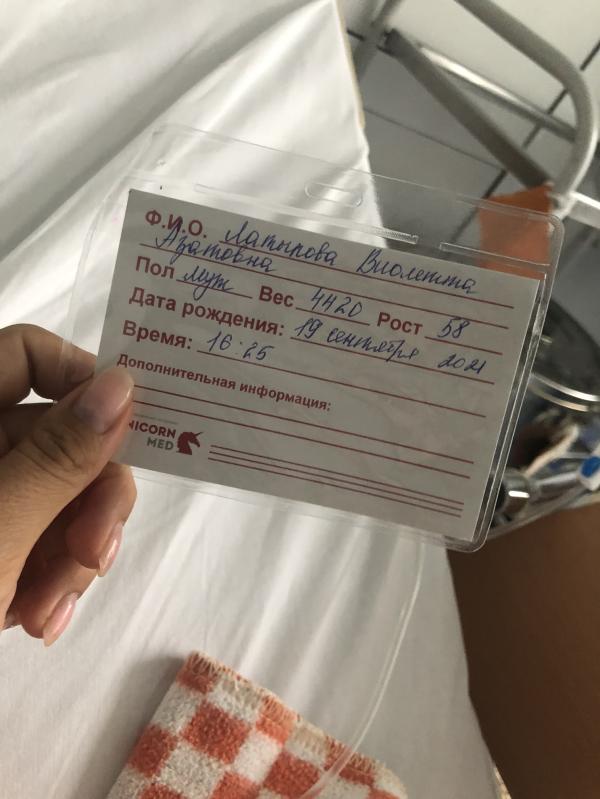 Ф.И.О. Латыпова Виолетта
Азатовна
Пол муж Вес 4420 Рост 58
Дата рождения: 19 сентября 2021
Время: 16:25
Дополнительная информация:
NICORN
MED